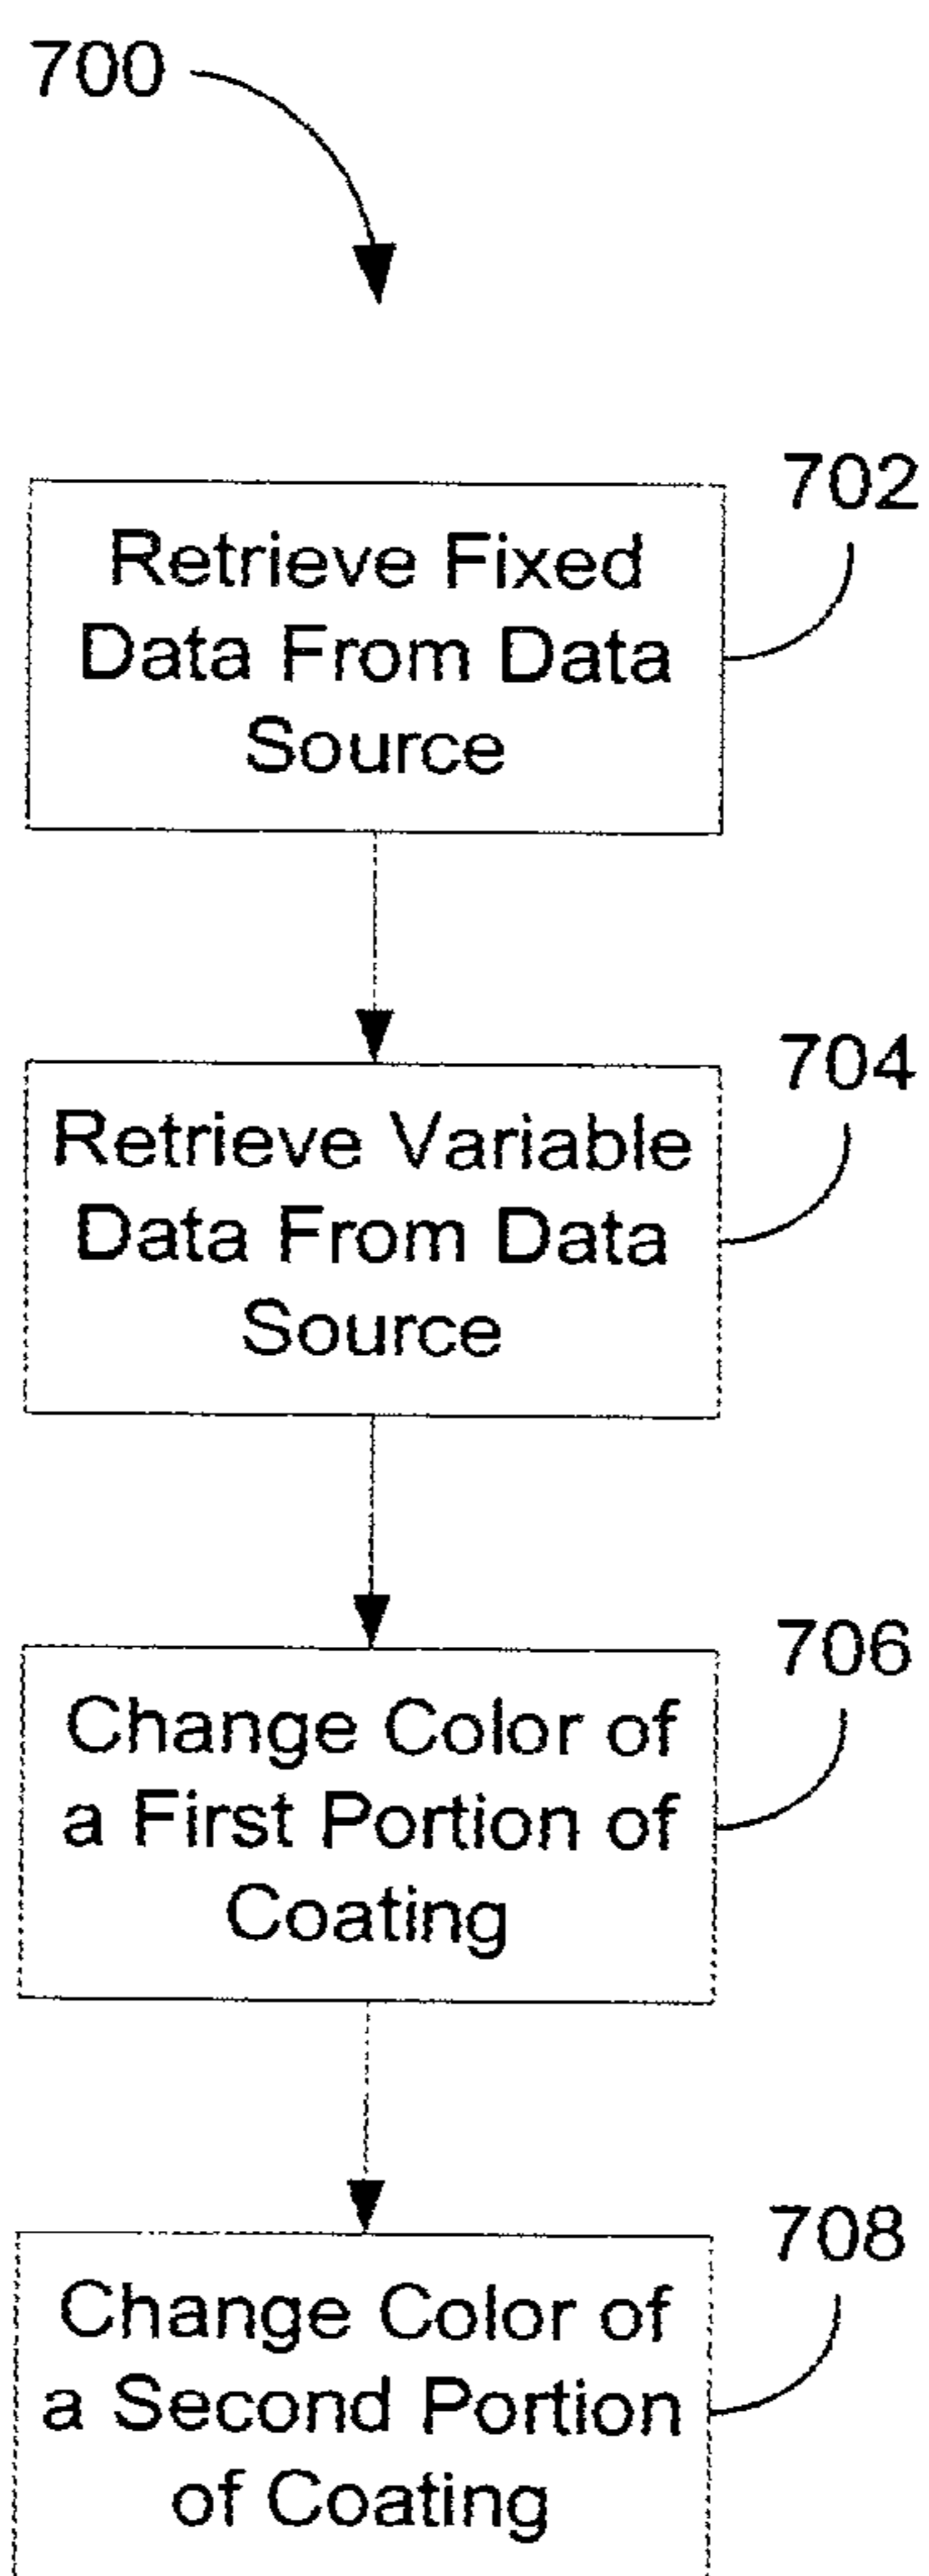 700
702
Retrieve Fixed
Data From Data
Source
704
Retrieve Variable
Data From Data
Source
706
Change Color of
a First Portion of
Coating
708
Change Color of
a Second Portion
of Coating